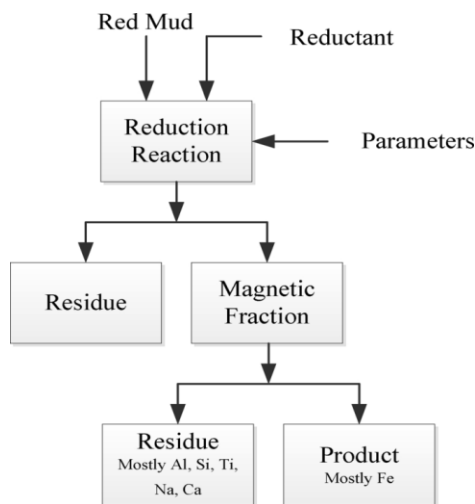 Red Mud
Reductant
Reduction
Reaction
Parameters
Residue
Magnetic
Fraction
Residue
Mostly Al, Si, Ti,
Na, Ca
Product
Mostly Fe